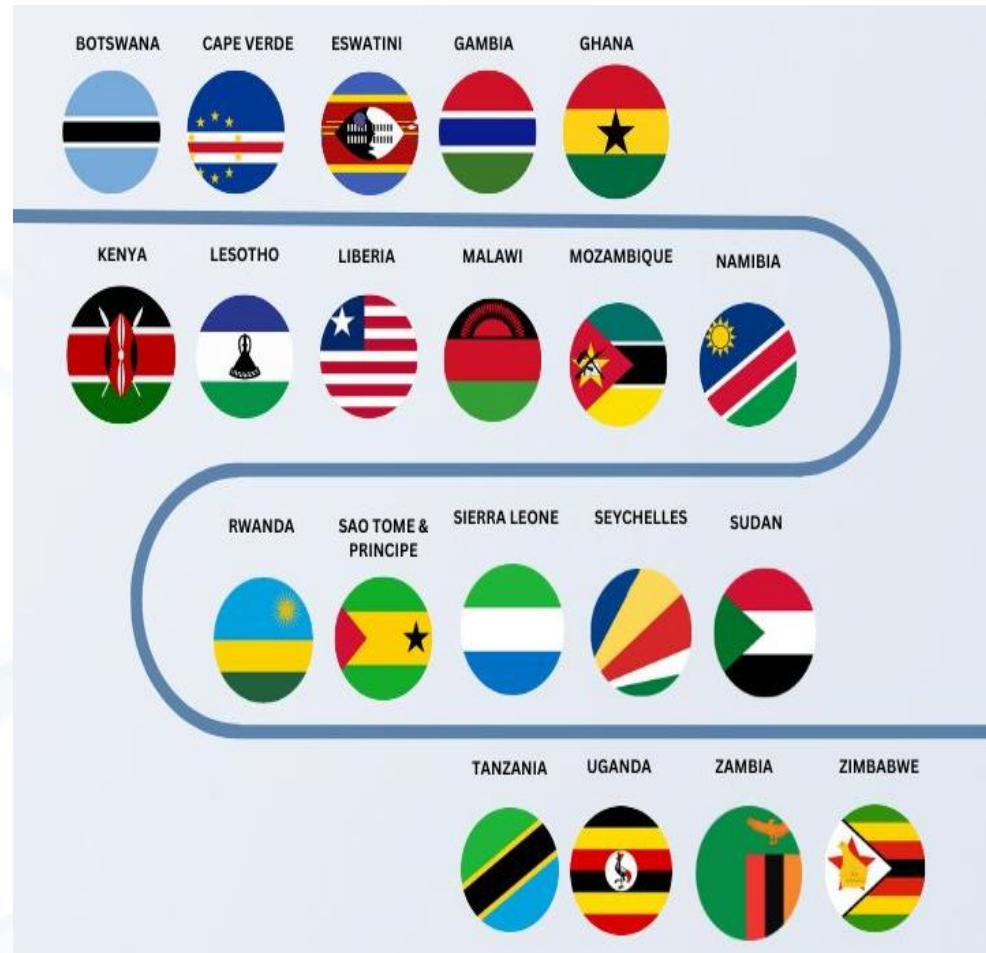 BOTSWANA
CAPE VERDE
ESWATINI
GAMBIA
GHANA
KENYA
LESOTHO
LIBERIA
MALAWI
MOZAMBIQUE
NAMIBIA
RWANDA
SAO TOME &
PRINCIPE
SIERRA LEONE
SEYCHELLES
SUDAN
TANZANIA
UGANDA
ZAMBIA
ZIMBABWE